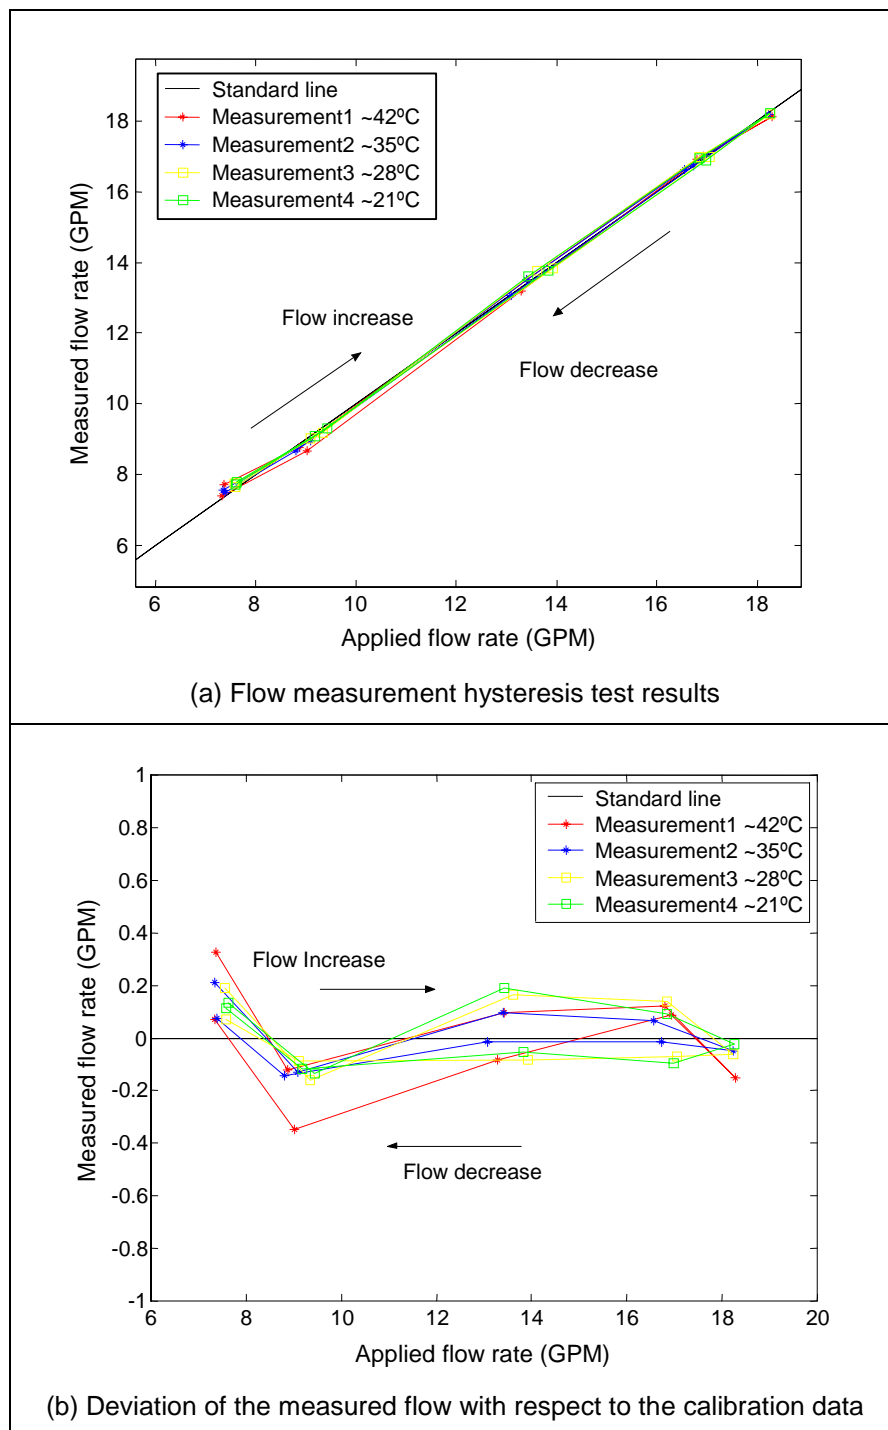 18
16
14
12
10
8
6
Measured flow rate (GPM)
Standard line
Measurement1 ~42ºC
Measurement2 ~35ºC
Measurement3 ~28ºC
Measurement4 ~21ºC
Flow increase
Flow decrease
6 8 10 12 14 16 18
Applied flow rate (GPM)
(a) Flow measurement hysteresis test results
1
0.8
0.6
0.4
0.2
0
-0.2
-0.4
-0.6
-0.8
-1
Measured flow rate (GPM)
Standard line
Measurement1 ~42ºC
Measurement2 ~35ºC
Measurement3 ~28ºC
Measurement4 ~21ºC
Flow Increase
Flow decrease
6 8 10 12 14 16 18 20
Applied flow rate (GPM)
(b) Deviation of the measured flow with respect to the calibration data